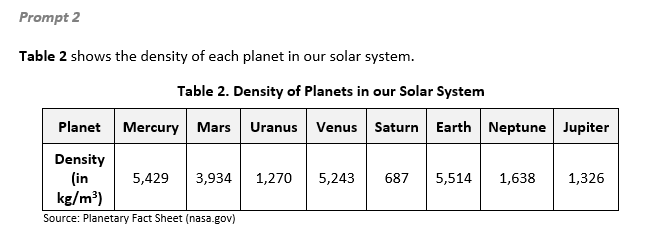 Prompt 2
Table 2 shows the density of each planet in our solar system.
Table 2. Density of Planets in our Solar System
Planet Mercury Mars Uranus Venus Saturn Earth Neptune Jupiter
Density
(in
kg/m³) 5,429 3,934 1,270 5,243 687 5,514 1,638 1,326
Source: Planetary Fact Sheet (nasa.gov)